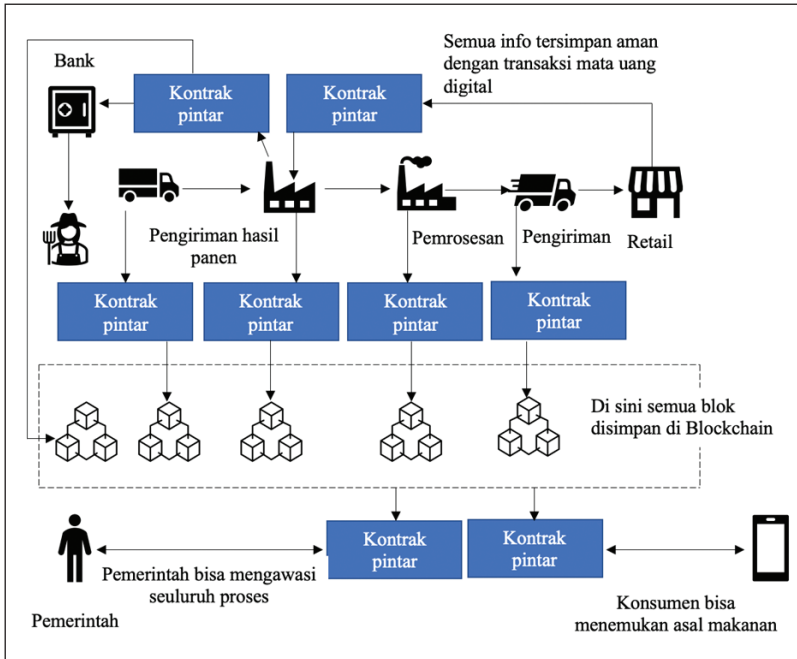 Semua info tersimpan aman
dengan transaksi mata uang
digital
Bank
Kontrak
pintar
Kontrak
pintar
Pengiriman hasil
panen
Pemrosesan
Pengiriman
Retail
Kontrak
pintar
Kontrak
pintar
Kontrak
pintar
Kontrak
pintar
Di sini semua blok
disimpan di Blockchain
Kontrak
pintar
Kontrak
pintar
Pemerintah bisa mengawasi
seuluruh proses
Pemerintah
Konsumen bisa
menemukan asal makanan